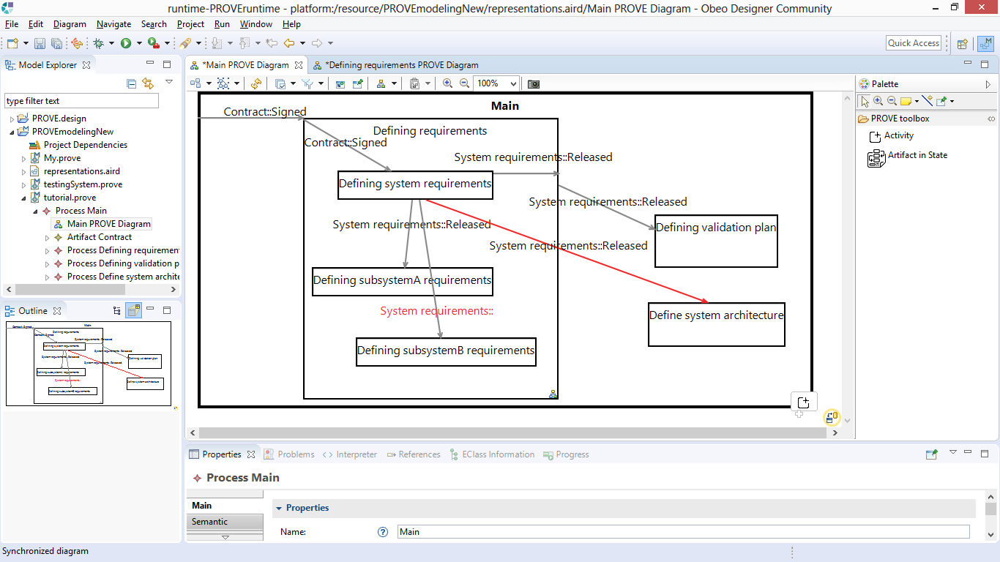 runtime-PROVEruntime - platform:/resource/PROVEmodelingNew/representations.aird/Main PROVE Diagram - Obeo Designer Community
File Edit Diagram Navigate Search Project Run Window Help
Quick Access
Model Explorer
type filter text
PROVE.design
PROVEmodelingNew
Project Dependencies
My.prove
representations.aird
testingSystem.prove
tutorial.prove
Process Main
Main PROVE Diagram
Artifact Contract
Process Defining requiremen
Process Defining validation p
Process Define system archite
Outline
*Main PROVE Diagram
*Defining requirements PROVE Diagram
100%
Main
Contract::Signed
Defining requirements
Contract::Signed
System requirements::Released
Defining system requirements
System requirements::Released
System requirements::Released
Defining validation plan
System requirements::Released
Defining subsystemA requirements
System requirements::
Define system architecture
Defining subsystemB requirements
Palette
PROVE toolbox
Activity
Artifact in State
Properties Problems Interpreter References EClass Information Progress
Process Main
Main
Semantic
Properties
Name:
Main
Synchronized diagram